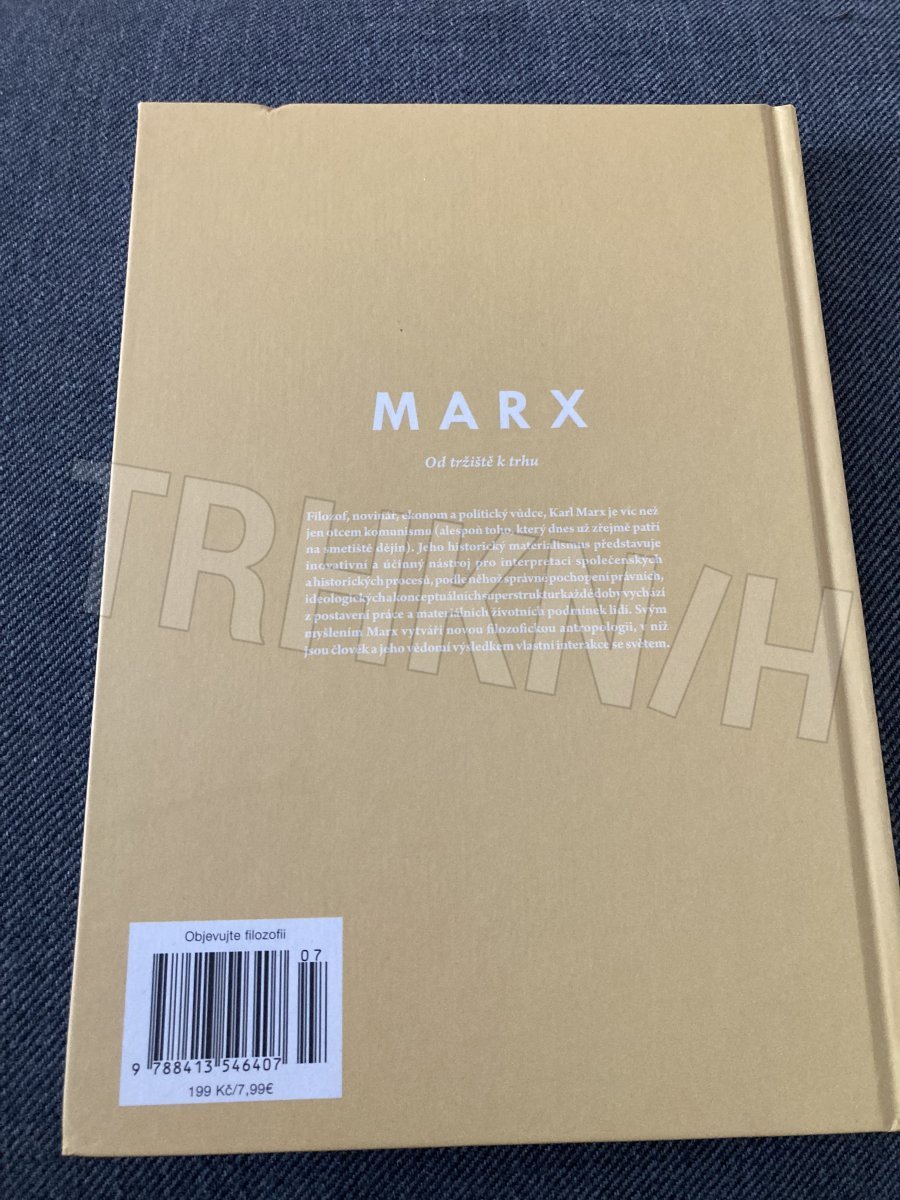 MARX
Od tržiště k trhu
Filozof, novinář, ekonom a politický vůdce, Karl Marx je víc než
jen otcem komunismu (alespoň toho, který dnes už zřejmě patří
na smetiště dějin). Jeho historický materialismus představuje
inovativní a účinný nástroj pro interpretaci společenských
a historických procesů, podle něhož správné pochopení právních,
ideologických a konceptuálních superstruktur každé doby vychází
z postavení práce a materiálních životních podmínek lidí. Svým
myšlením Marx vytváří novou filozofickou antropologii, v níž
jsou člověk a jeho vědomí výsledkem vlastní interakce se světem.
TRHKN/H
Objevujte filozofii
07
9 788413 546407
199 Kč/7,99€